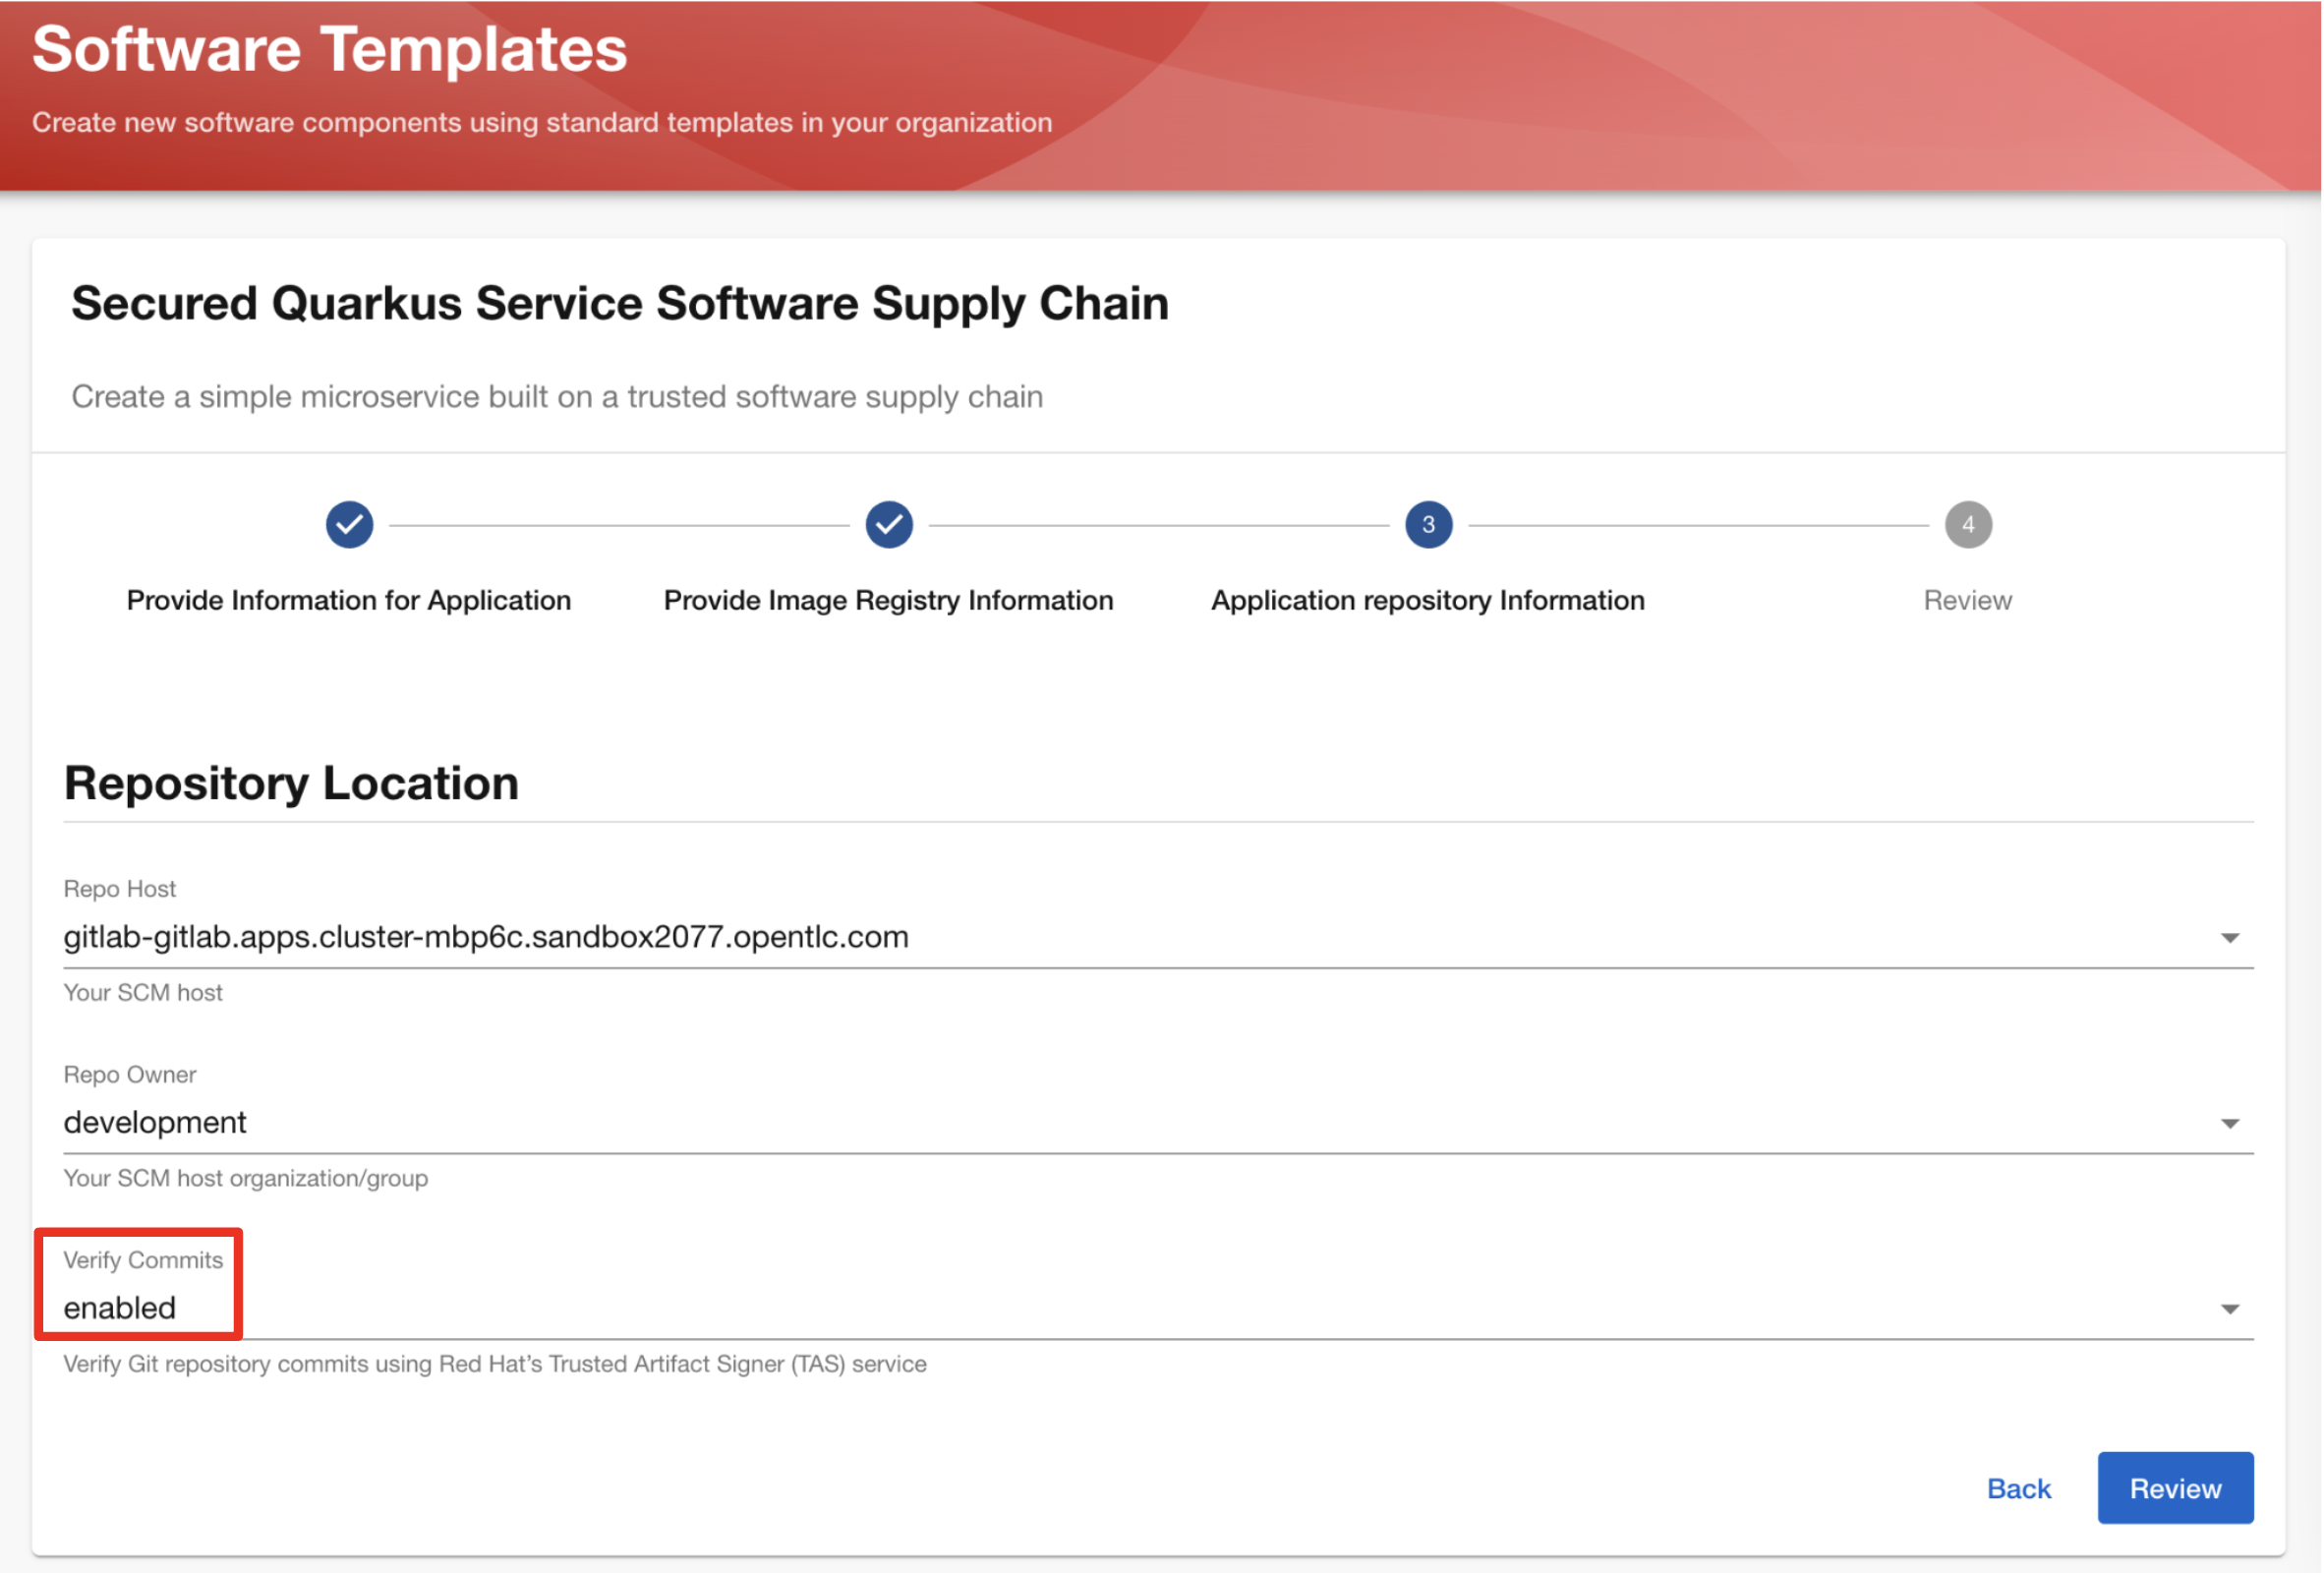 Software Templates
Create new software components using standard templates in your organization
Secured Quarkus Service Software Supply Chain
Create a simple microservice built on a trusted software supply chain
3
4
Provide Information for Application
Provide Image Registry Information
Application repository Information
Review
Repository Location
Repo Host
gitlab-gitlab.apps.cluster-mbp6c.sandbox2077.opentlc.com
Your SCM host
Repo Owner
development
Your SCM host organization/group
Verify Commits
enabled
Verify Git repository commits using Red Hat’s Trusted Artifact Signer (TAS) service
Back
Review